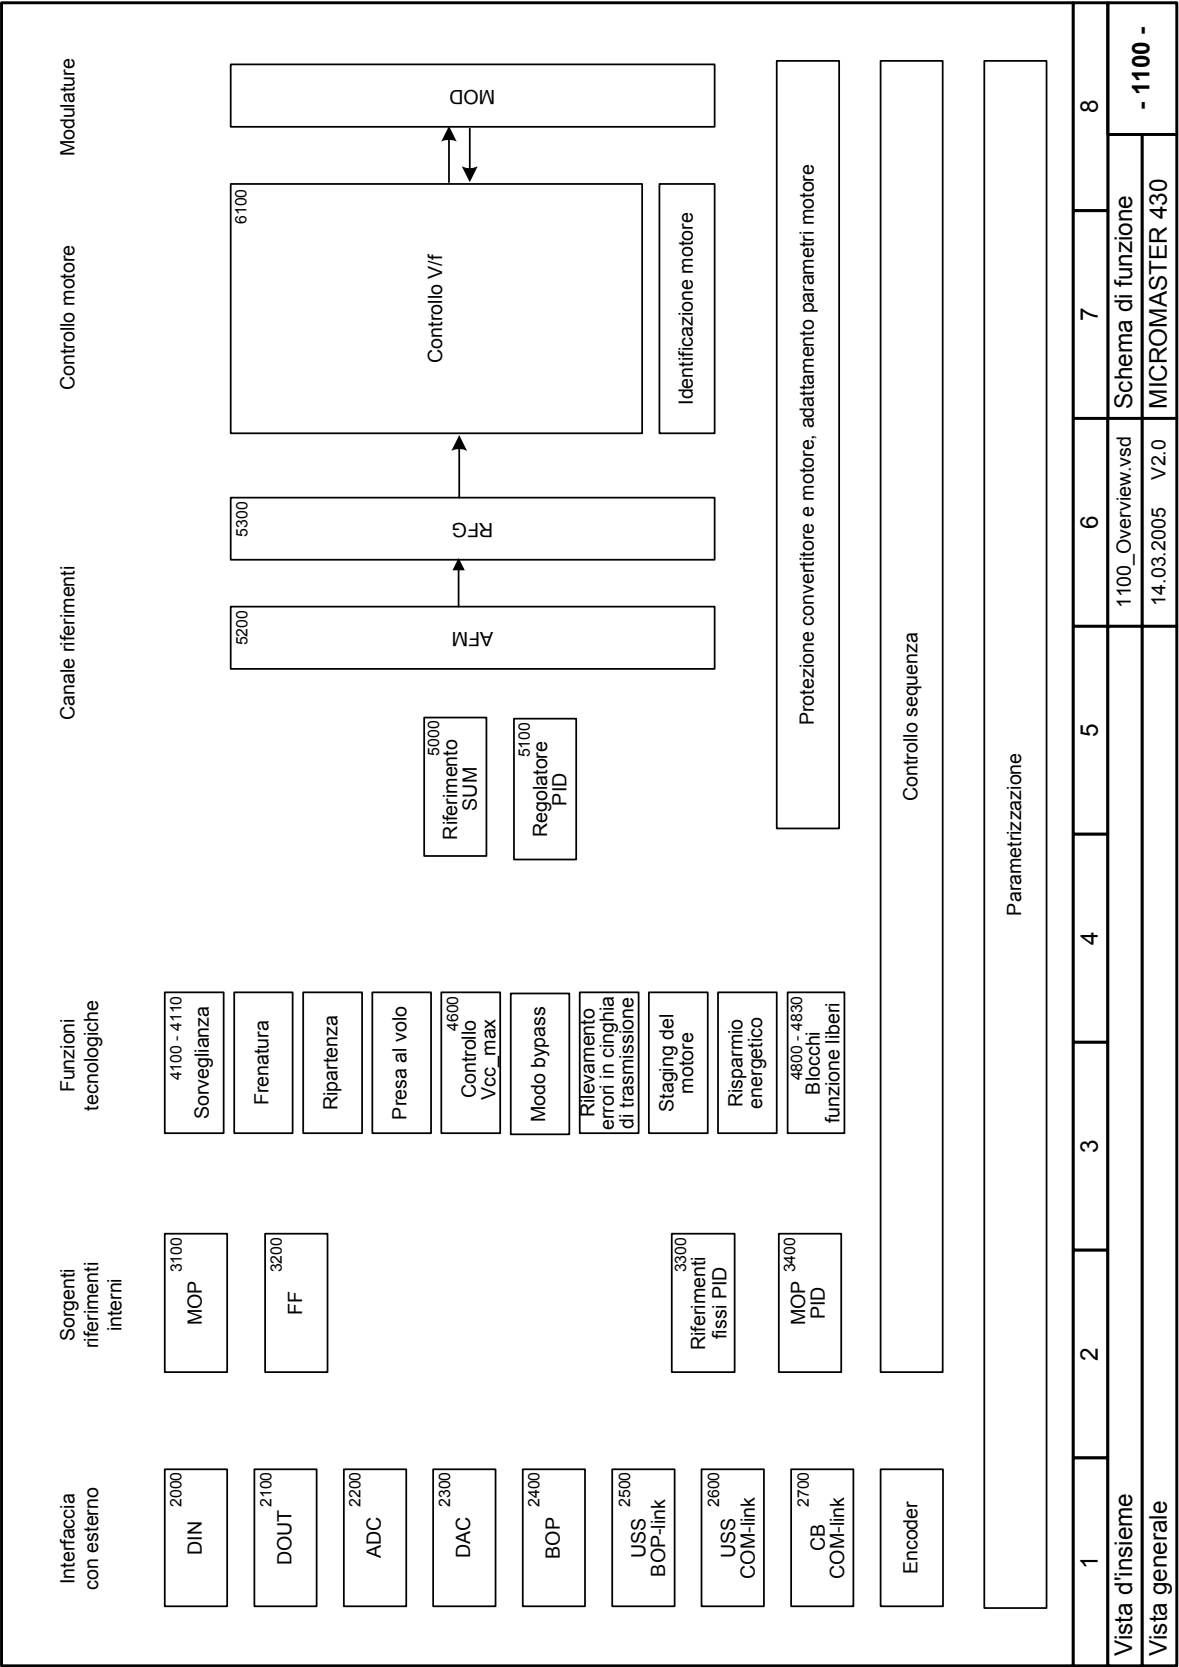 Interfaccia
con esterno
Sorgenti
riferimenti
interni
Funzioni
tecnologiche
Canale riferimenti
Controllo motore
Modulature
2000
DIN
2100
DOUT
2200
ADC
2300
DAC
2400
BOP
2500
USS
BOP-link
2600
USS
COM-link
2700
CB
COM-link
Encoder
3100
MOP
3200
FF
3300
Riferimenti
fissi PID
3400
MOP
PID
4100 - 4110
Sorveglianza
Frenatura
Ripartenza
Presa al volo
4600
Controllo
Vcc_max
Modo bypass
Rilevamento
errori in cinghia
di trasmissione
Staging del
motore
Risparmio
energetico
4800 - 4830
Blocchi
funzione liberi
5000
Riferimento
SUM
5100
Regolatore
PID
5200
AFM
5300
RFG
6100
Controllo V/f
Identificazione motore
MOD
Protezione convertitore e motore, adattamento parametri motore
Controllo sequenza
Parametrizzazione
1 2 3 4 5 6 7 8
Vista d'insieme
1100_Overview.vsd
Schema di funzione
- 1100 -
Vista generale
14.03.2005 V2.0
MICROMASTER 430